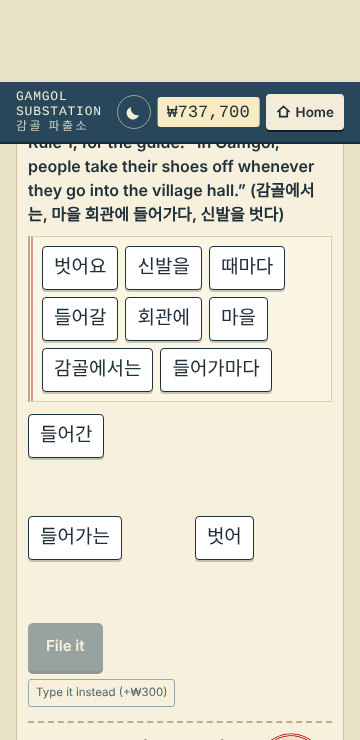 GAMGOL
SUBSTATION
감골 파출소
₩737,700
Home
Rule 1, for the guide: "In Gamgol,
people take their shoes off whenever
they go into the village hall.” (감골에서
는, 마을 회관에 들어가다, 신발을 벗다)
벗어요 신발을 때마다
들어갈 회관에 마을
감골에서는 들어가마다
들어간
들어가는 벗어
File it
Type it instead (+₩300)